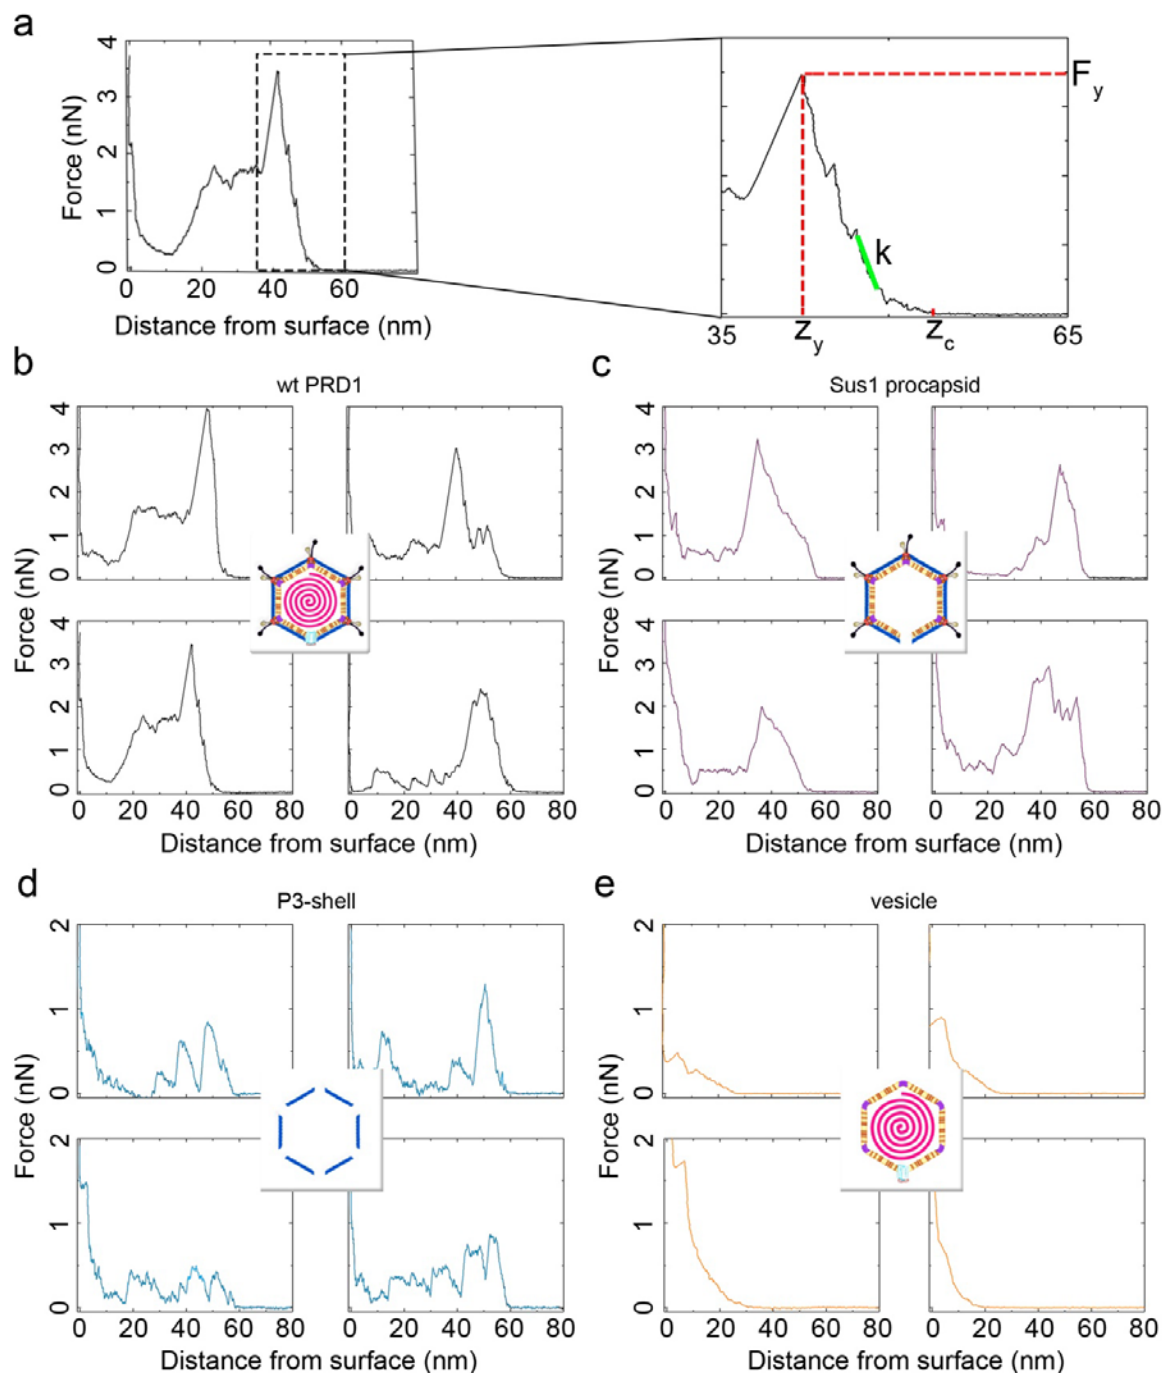 a
4
3
2
1
0
Force (nN)
0 20 40 60
Distance from surface (nm)
F_y
k
35 z_y z_c 65
b
wt PRD1
c
Sus1 procapsid
4 4
3 3
2 2
1 1
0 0
4 4
3 3
2 2
1 1
0 0
Force (nN) Force (nN)
0 20 40 60 80 0 20 40 60 80 0 20 40 60 80 0 20 40 60 80
Distance from surface (nm) Distance from surface (nm)
d
P3-shell
e
vesicle
2 2
1 1
0 0
2 2
1 1
0 0
Force (nN) Force (nN)
0 20 40 60 80 0 20 40 60 80 0 20 40 60 80 0 20 40 60 80
Distance from surface (nm) Distance from surface (nm)